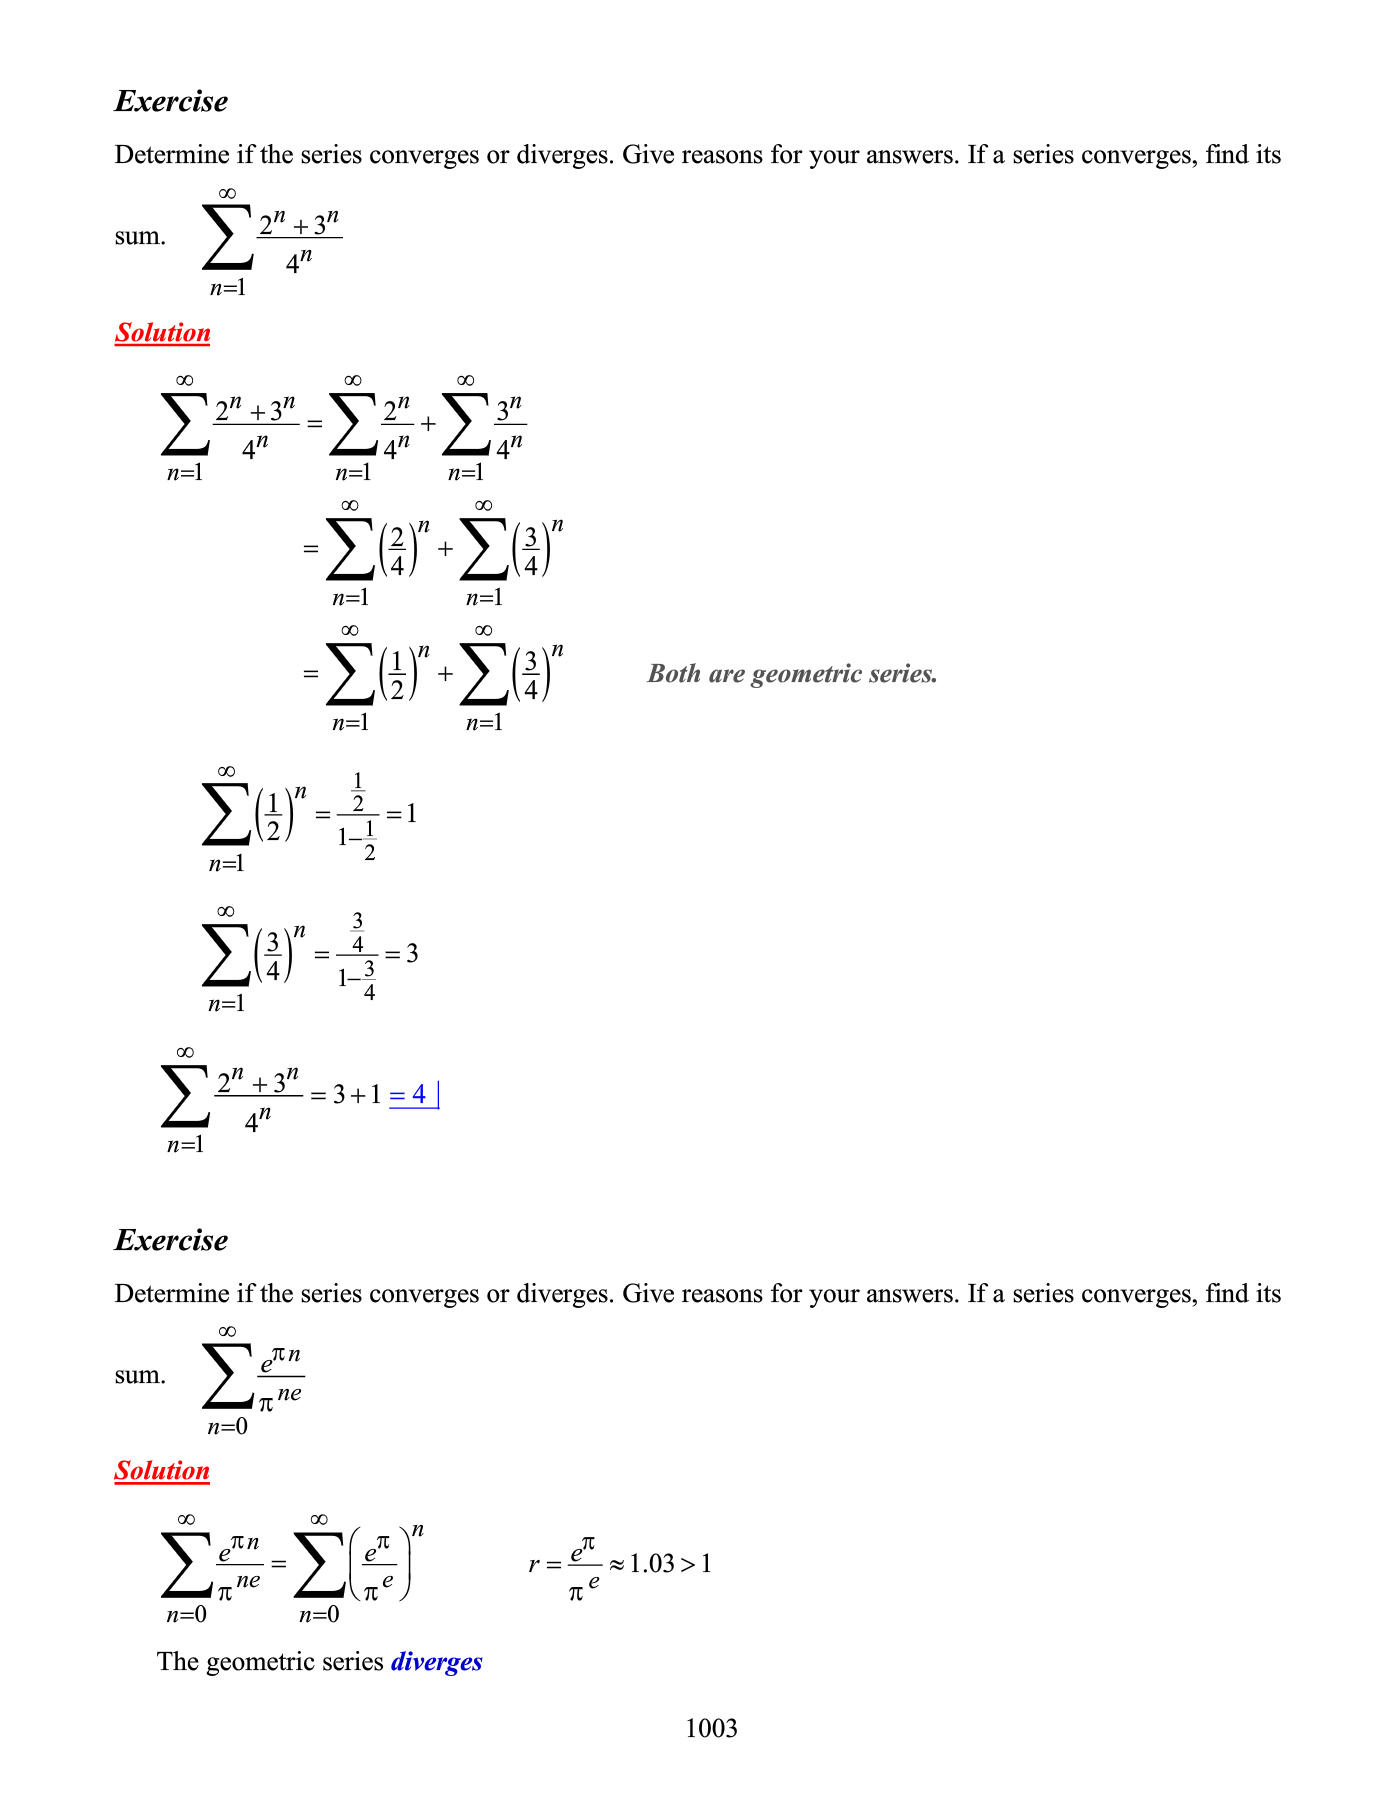 Exercise
Determine if the series converges or diverges. Give reasons for your answers. If a series converges, find its
sum. $\sum_{n=1}^{\infty} \frac{2^n + 3^n}{4^n}$
Solution
$\sum_{n=1}^{\infty} \frac{2^n + 3^n}{4^n} = \sum_{n=1}^{\infty} \frac{2^n}{4^n} + \sum_{n=1}^{\infty} \frac{3^n}{4^n}$
$= \sum_{n=1}^{\infty} \left(\frac{2}{4}\right)^n + \sum_{n=1}^{\infty} \left(\frac{3}{4}\right)^n$
$= \sum_{n=1}^{\infty} \left(\frac{1}{2}\right)^n + \sum_{n=1}^{\infty} \left(\frac{3}{4}\right)^n$ Both are geometric series.
$\sum_{n=1}^{\infty} \left(\frac{1}{2}\right)^n = \frac{\frac{1}{2}}{1-\frac{1}{2}} = 1$
$\sum_{n=1}^{\infty} \left(\frac{3}{4}\right)^n = \frac{\frac{3}{4}}{1-\frac{3}{4}} = 3$
$\sum_{n=1}^{\infty} \frac{2^n + 3^n}{4^n} = 3 + 1 = 4$ |
Exercise
Determine if the series converges or diverges. Give reasons for your answers. If a series converges, find its
sum. $\sum_{n=0}^{\infty} \frac{e^{\pi n}}{\pi^{ne}}$
Solution
$\sum_{n=0}^{\infty} \frac{e^{\pi n}}{\pi^{ne}} = \sum_{n=0}^{\infty} \left(\frac{e^{\pi}}{\pi^{e}}\right)^n$ $r = \frac{e^{\pi}}{\pi^{e}} \approx 1.03 > 1$
The geometric series diverges
1003